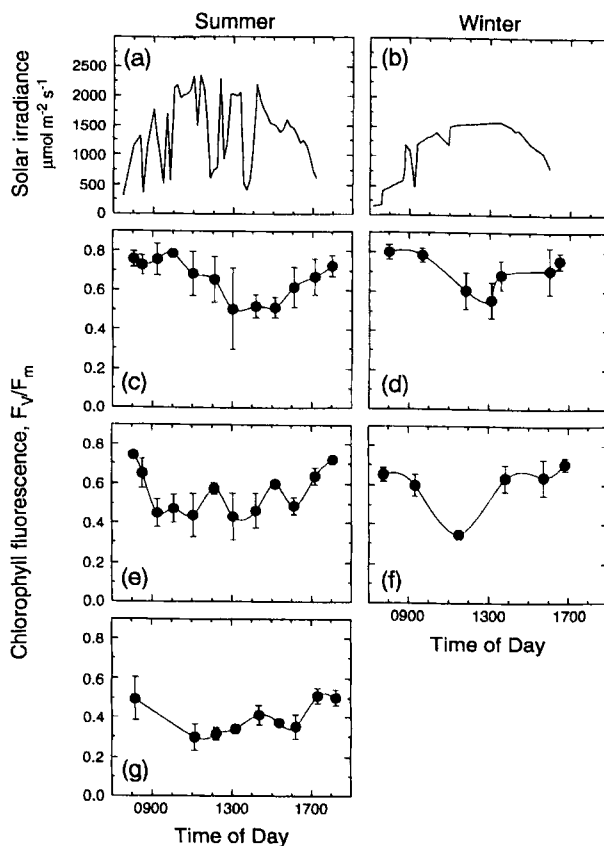 Summer
Winter
(a)
(b)
Solar irradiance
μmol m⁻² s⁻¹
2500
2000
1500
1000
500
0
0.8
0.6
0.4
0.2
0.0
(c)
(d)
Chlorophyll fluorescence, FV/Fm
0.8
0.6
0.4
0.2
0.0
(e)
(f)
0900
1300
1700
Time of Day
0.8
0.6
0.4
0.2
0.0
(g)
0900
1300
1700
Time of Day